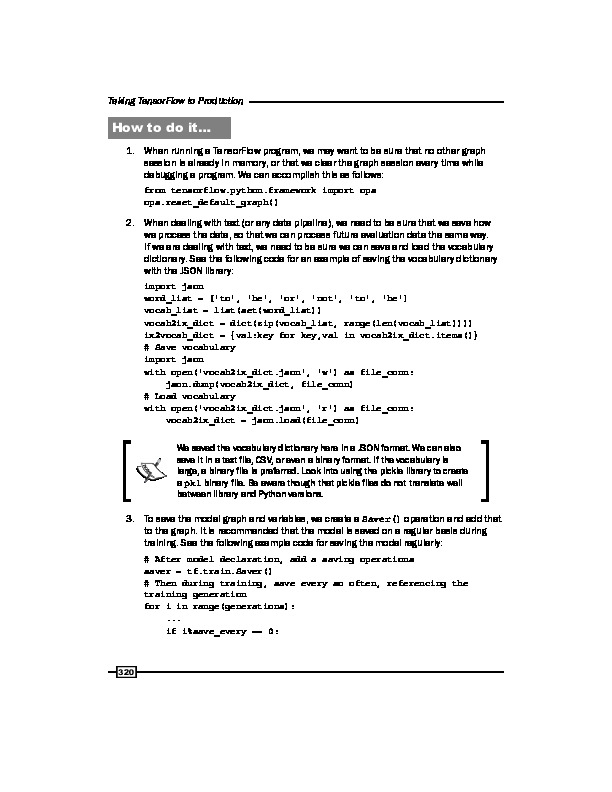 Taking TensorFlow to Production
How to do it…
1. When running a TensorFlow program, we may want to be sure that no other graph
session is already in memory, or that we clear the graph session every time while
debugging a program. We can accomplish this as follows:
from tensorflow.python.framework import ops
ops.reset_default_graph()
2. When dealing with text (or any data pipeline), we need to be sure that we save how
we process the data, so that we can process future evaluation data the same way.
If we are dealing with text, we need to be sure we can save and load the vocabulary
dictionary. See the following code for an example of saving the vocabulary dictionary
with the JSON library:
import json
word_list = ['to', 'be', 'or', 'not', 'to', 'be']
vocab_list = list(set(word_list))
vocab2ix_dict = dict(zip(vocab_list, range(len(vocab_list))))
ix2vocab_dict = {val:key for key,val in vocab2ix_dict.items()}
# Save vocabulary
import json
with open('vocab2ix_dict.json', 'w') as file_conn:
    json.dump(vocab2ix_dict, file_conn)
# Load vocabulary
with open('vocab2ix_dict.json', 'r') as file_conn:
    vocab2ix_dict = json.load(file_conn)
We saved the vocabulary dictionary here in a JSON format. We can also
save it in a text file, CSV, or even a binary format. If the vocabulary is
large, a binary file is preferred. Look into using the pickle library to create
a pkl binary file. Be aware though that pickle files do not translate well
between library and Python versions.
3. To save the model graph and variables, we create a Saver() operation and add that
to the graph. It is recommended that the model is saved on a regular basis during
training. See the following example code for saving the model regularly:
# After model declaration, add a saving operations
saver = tf.train.Saver()
# Then during training, save every so often, referencing the
training generation
for i in range(generations):
    ...
    if i%save_every == 0:
320